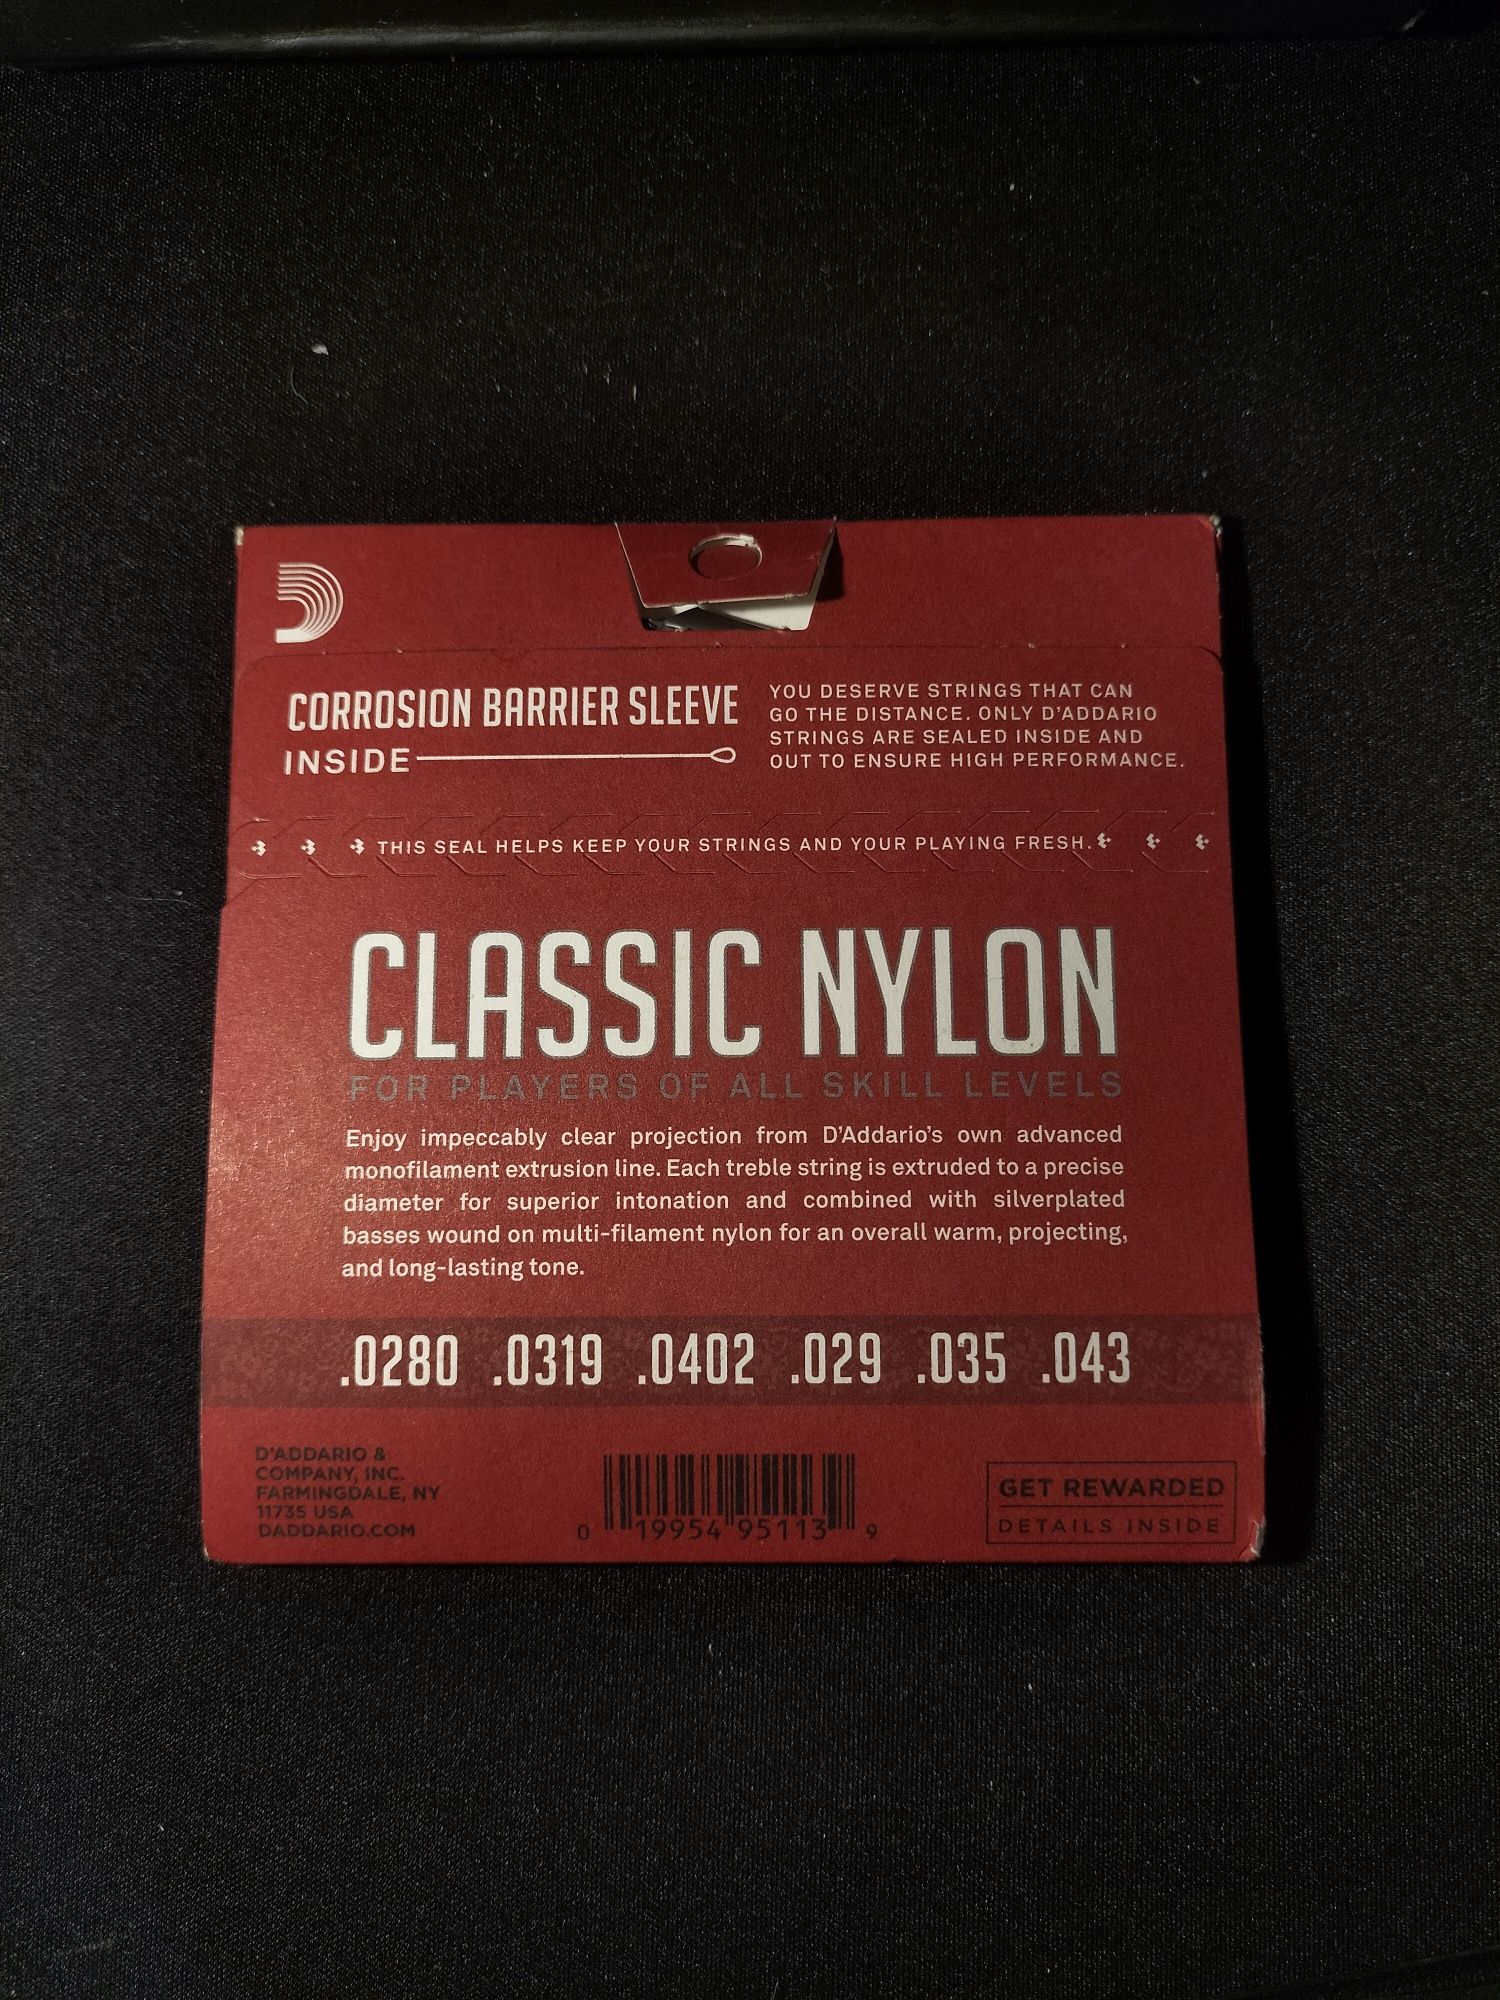 CORROSION BARRIER SLEEVE
INSIDE
YOU DESERVE STRINGS THAT CAN
GO THE DISTANCE. ONLY D'ADDARIO
STRINGS ARE SEALED INSIDE AND
OUT TO ENSURE HIGH PERFORMANCE.
THIS SEAL HELPS KEEP YOUR STRINGS AND YOUR PLAYING FRESH.
CLASSIC NYLON
FOR PLAYERS OF ALL SKILL LEVELS
Enjoy impeccably clear projection from D'Addario's own advanced
monofilament extrusion line. Each treble string is extruded to a precise
diameter for superior intonation and combined with silverplated
basses wound on multi-filament nylon for an overall warm, projecting,
and long-lasting tone.
.0280 .0319 .0402 .029 .035 .043
D'ADDARIO &
COMPANY, INC.
FARMINGDALE, NY
11735 USA
DADDARIO.COM
0 19954 95113 9
GET REWARDED
DETAILS INSIDE